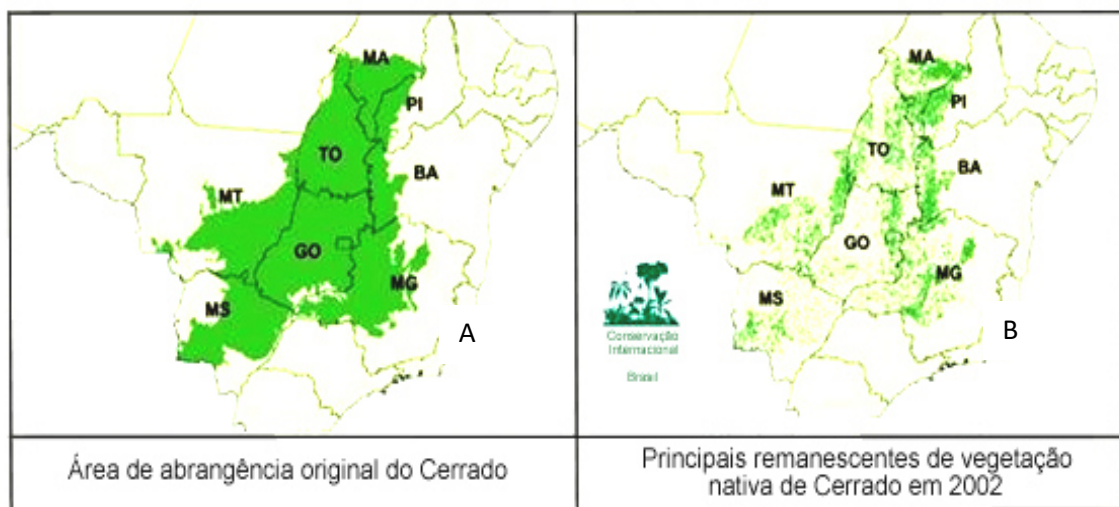 MA
PI
TO
BA
MT
GO
MG
MS
A
Área de abrangência original do Cerrado
MA
PI
TO
BA
MT
GO
MG
MS
Conservação
Internacional
Brasil
B
Principais remanescentes de vegetação
nativa de Cerrado em 2002